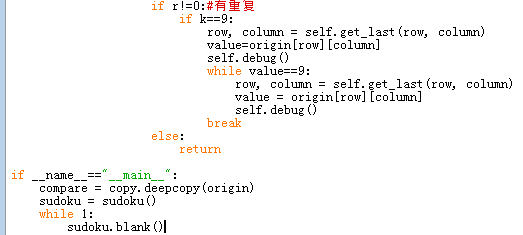 if r!=0:#有重复
if k==9:
row, column = self.get_last(row, column)
value=origin[row][column]
self.debug()
while value==9:
row, column = self.get_last(row, column)
value = origin[row][column]
self.debug()
break
else:
return
if __name__=="__main__":
compare = copy.deepcopy(origin)
sudoku = sudoku()
while 1:
sudoku.blank()